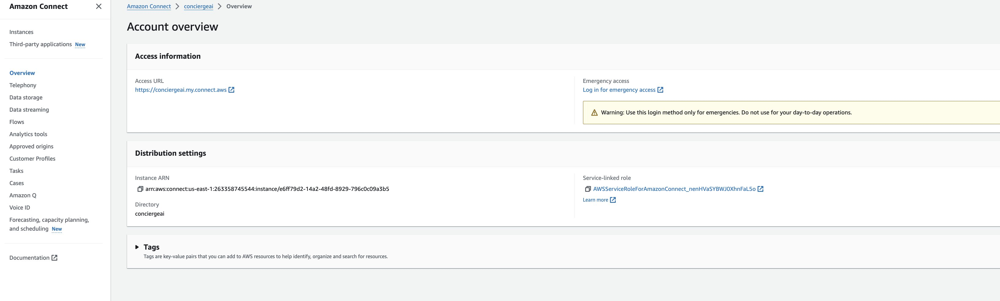 Amazon Connect
Instances
Third-party applications New
Overview
Telephony
Data storage
Data streaming
Flows
Analytics tools
Approved origins
Customer Profiles
Tasks
Cases
Amazon Q
Voice ID
Forecasting, capacity planning,
and scheduling New
Documentation
Amazon Connect > conciergeai > Overview
Account overview
Access information
Access URL
https://conciergeai.my.connect.aws
Emergency access
Log in for emergency access
Warning: Use this login method only for emergencies. Do not use for your day-to-day operations.
Distribution settings
Instance ARN
arn:aws:connect:us-east-1:263358745544:instance/e6ff79d2-14a2-48fd-8929-796c0c09a3b5
Directory
conciergeai
Service-linked role
AWSServiceRoleForAmazonConnect_nenHVaSYBWJ0XhnFaL5o
Learn more
Tags
Tags are key-value pairs that you can add to AWS resources to help identify, organize and search for resources.